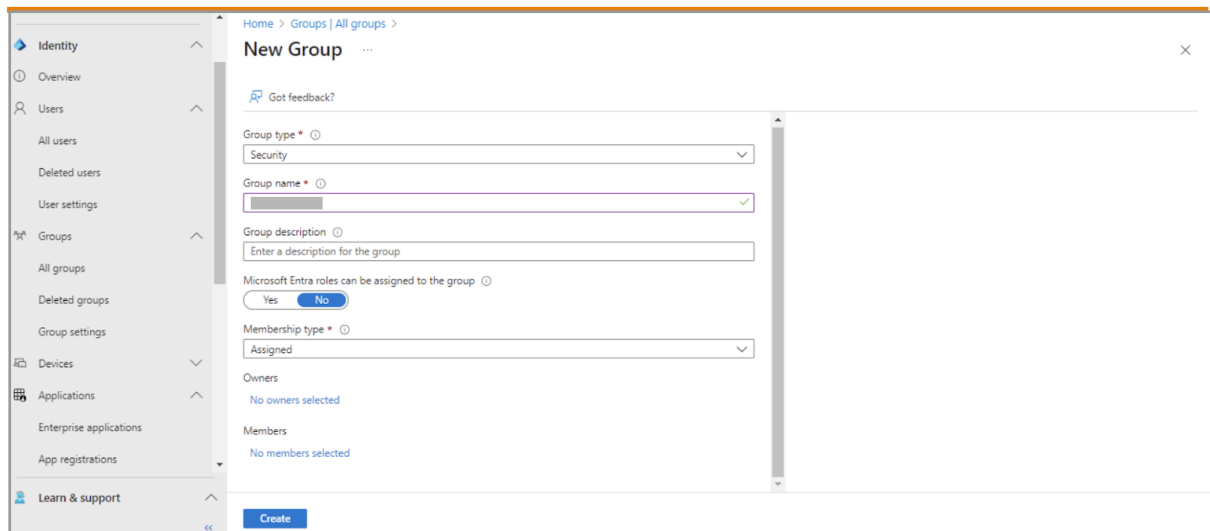 Home > Groups | All groups >
New Group ...
Got feedback?
Identity
Overview
Users
All users
Deleted users
User settings
Groups
All groups
Deleted groups
Group settings
Devices
Applications
Enterprise applications
App registrations
Learn & support
Group type *
Security
Group name *
Group description
Enter a description for the group
Microsoft Entra roles can be assigned to the group
Yes No
Membership type *
Assigned
Owners
No owners selected
Members
No members selected
Create